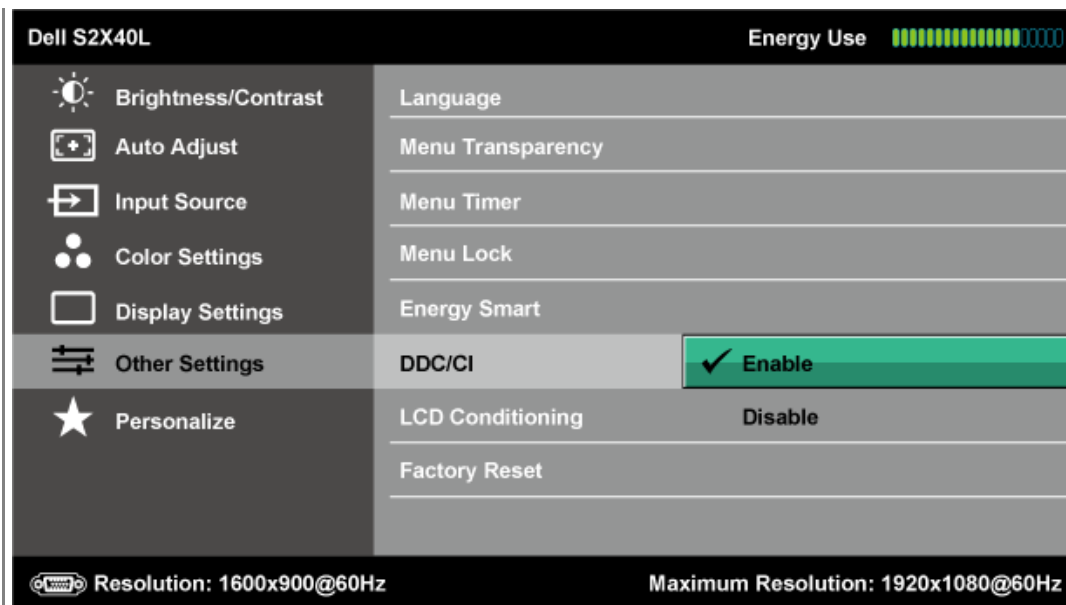 Dell S2X40L Energy Use
Brightness/Contrast Language
Auto Adjust Menu Transparency
Input Source Menu Timer
Color Settings Menu Lock
Display Settings Energy Smart
Other Settings DDC/CI Enable
Personalize LCD Conditioning Disable
Factory Reset
Resolution: 1600x900@60Hz Maximum Resolution: 1920x1080@60Hz